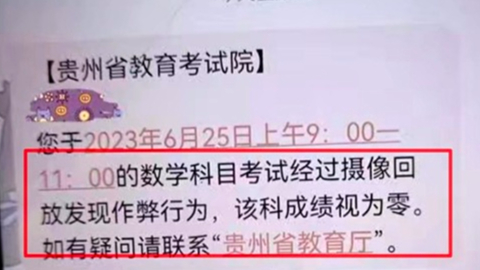 【贵州省教育考试院】
您于2023年6月25日上午9：00一
11：00的数学科目考试经过摄像回
放发现作弊行为，该科成绩视为零。
如有疑问请联系“贵州省教育厅”。